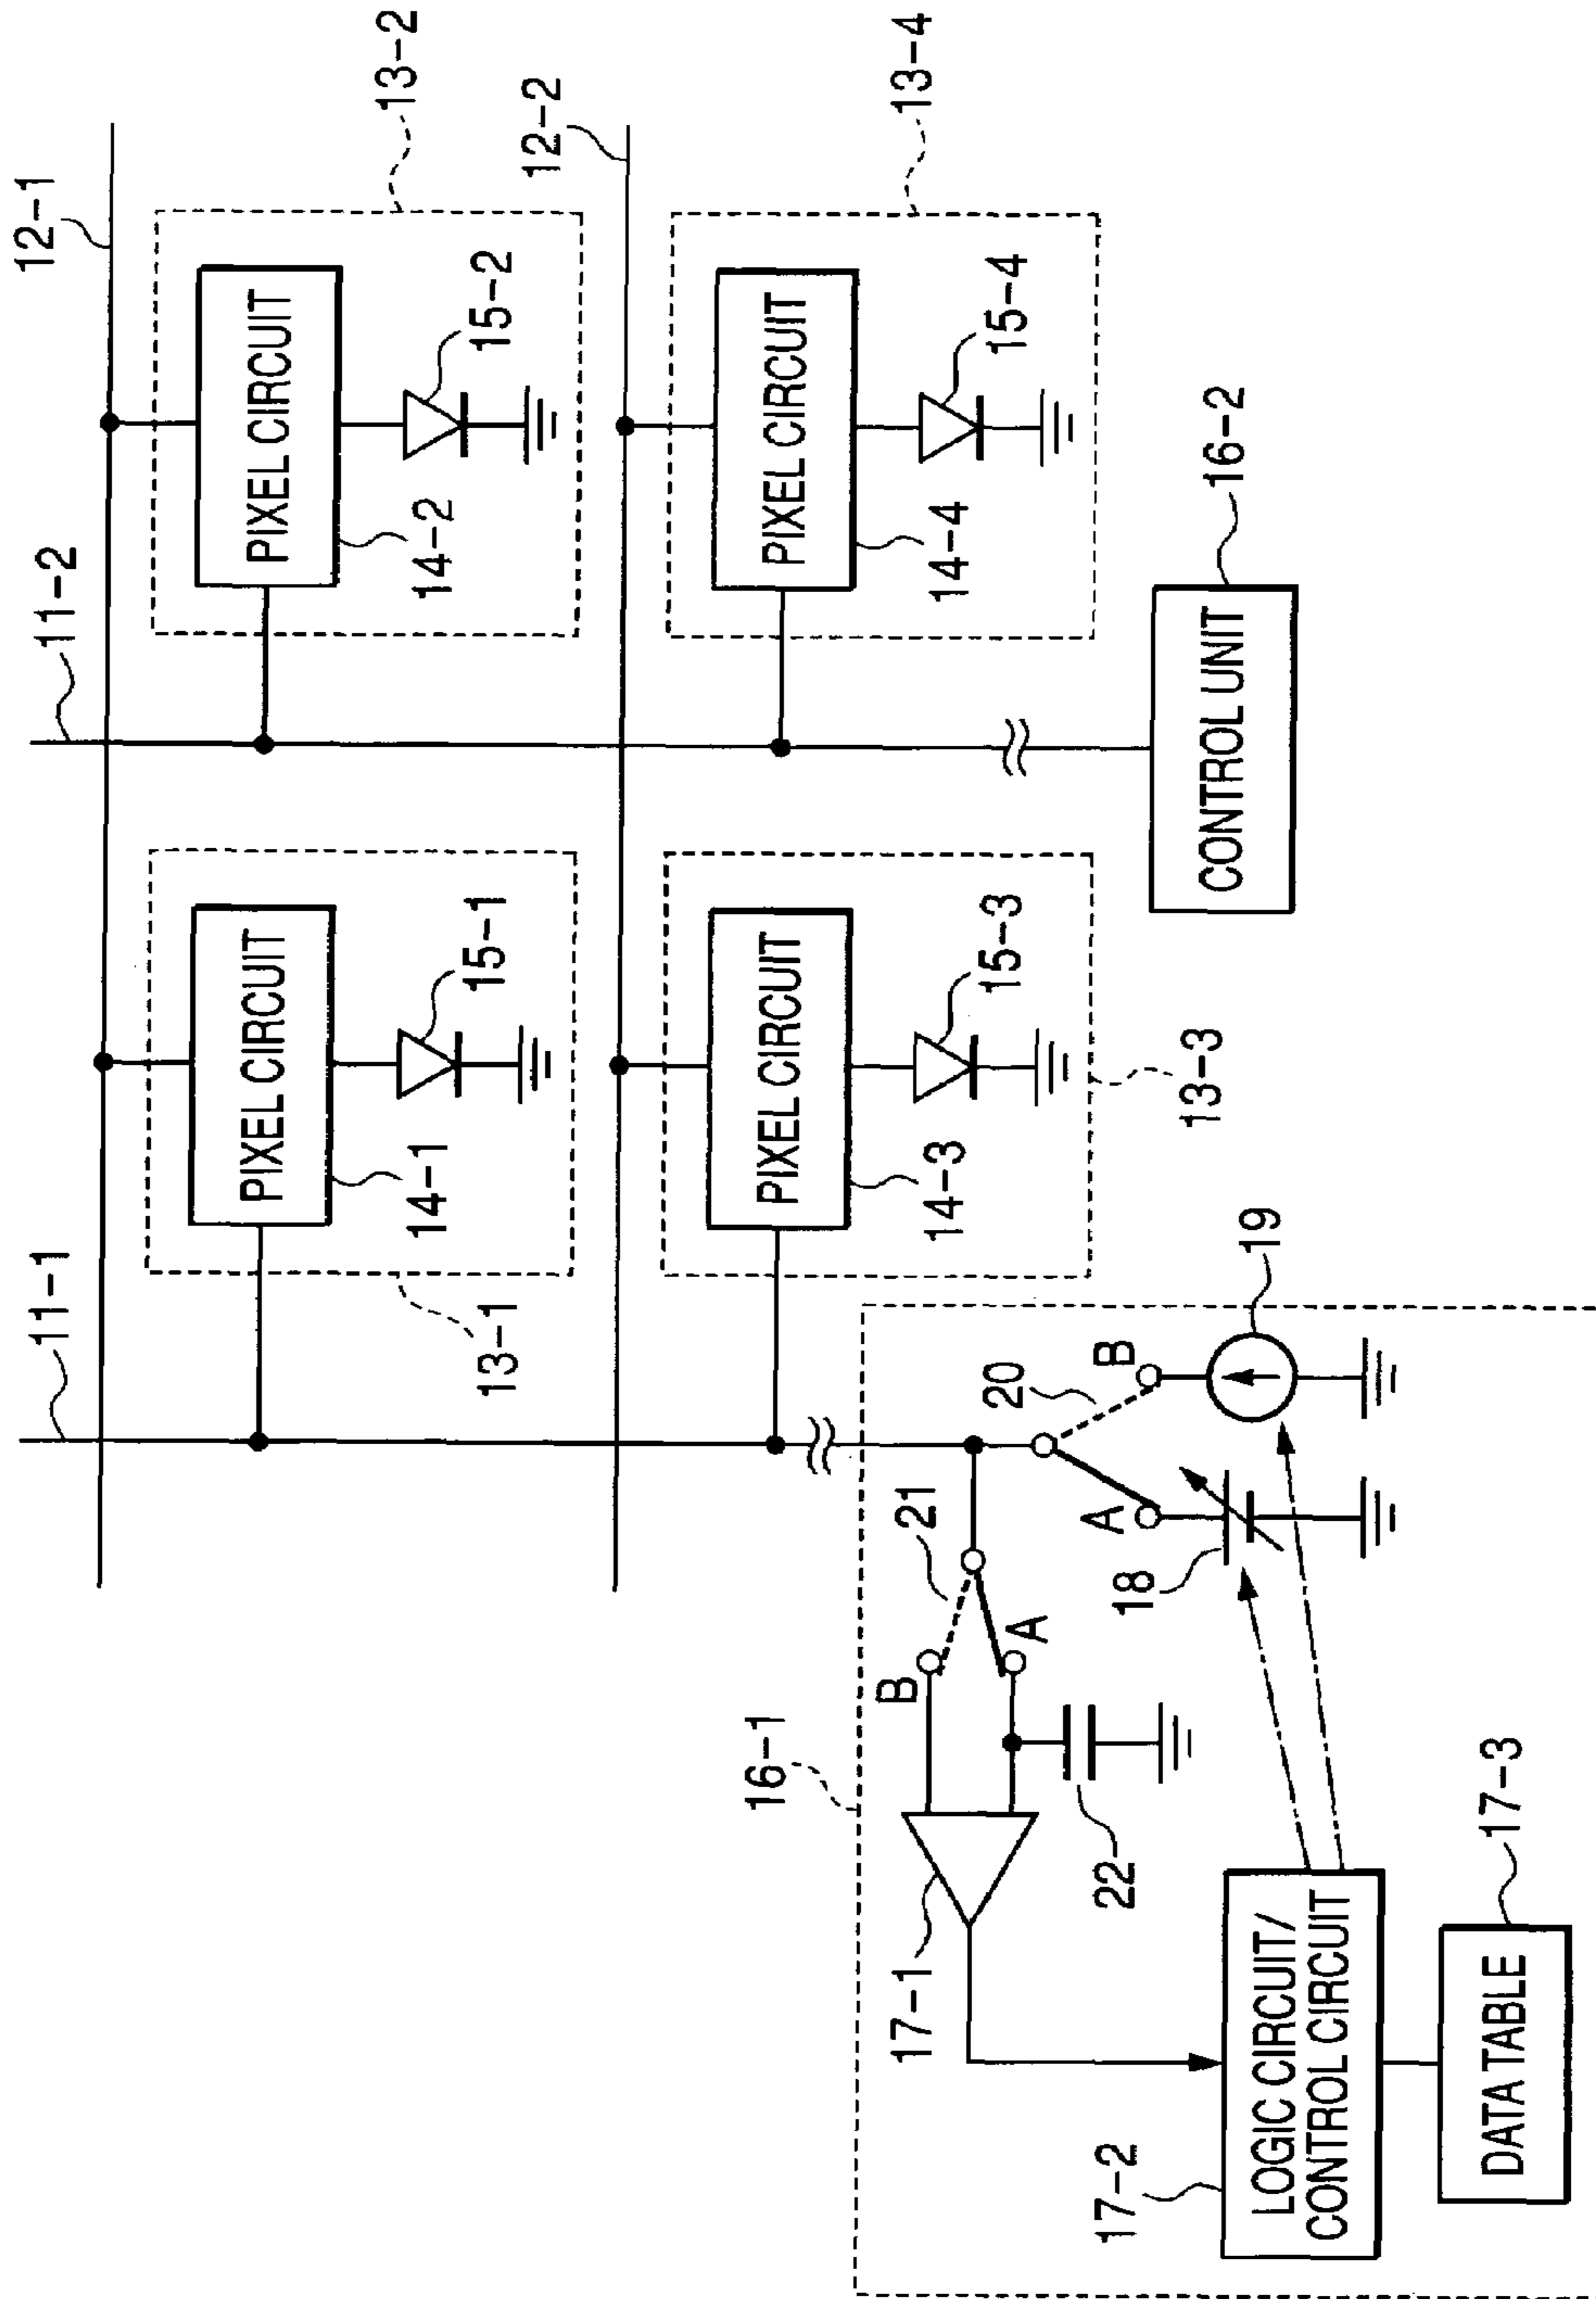 11-1
11-2
12-1
13-2
PIXEL CIRCUIT
15-1
14-1
13-1
PIXEL CIRCUIT
15-2
14-2
12-2
13-4
PIXEL CIRCUIT
15-3
14-3
13-3
PIXEL CIRCUIT
15-4
14-4
16-1
B
21
A
20
A
B
18
19
17-1
22
CONTROL UNIT
16-2
17-2
LOGIC CIRCUIT/
CONTROL CIRCUIT
DATA TABLE
17-3